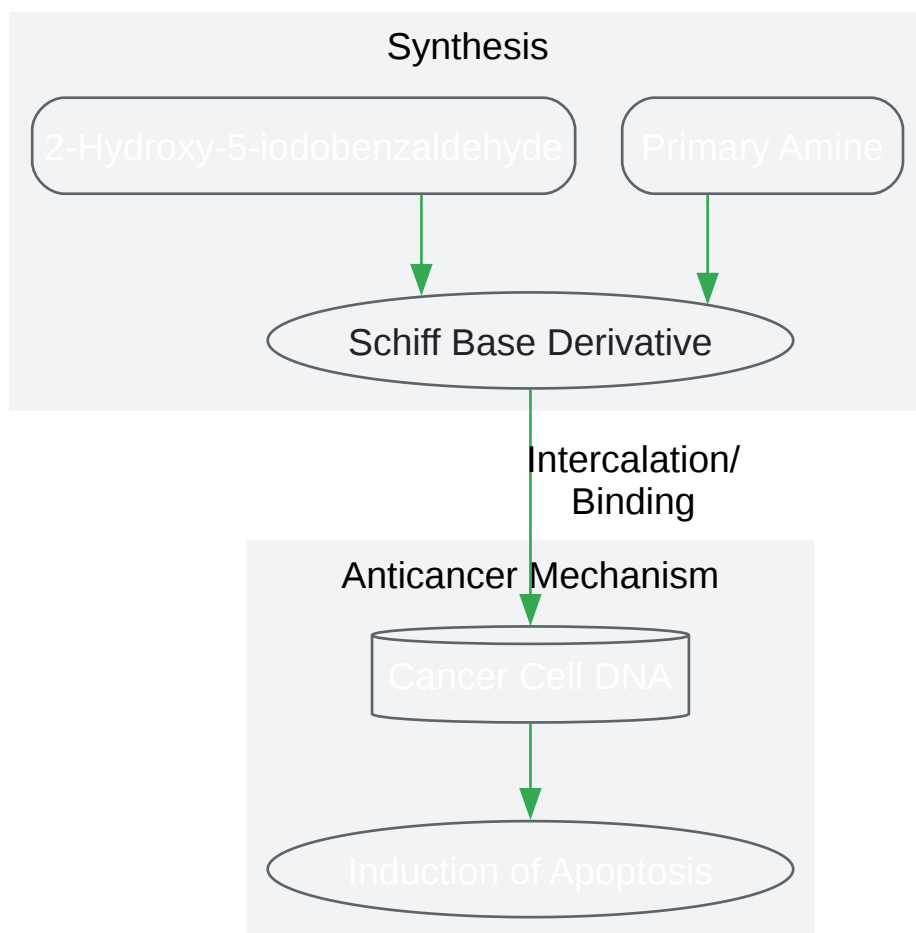 Synthesis
2-Hydroxy-5-iodobenzaldehyde
Primary Amine
Schiff Base Derivative
Intercalation/
Binding
Anticancer Mechanism
Cancer Cell DNA
Induction of Apoptosis